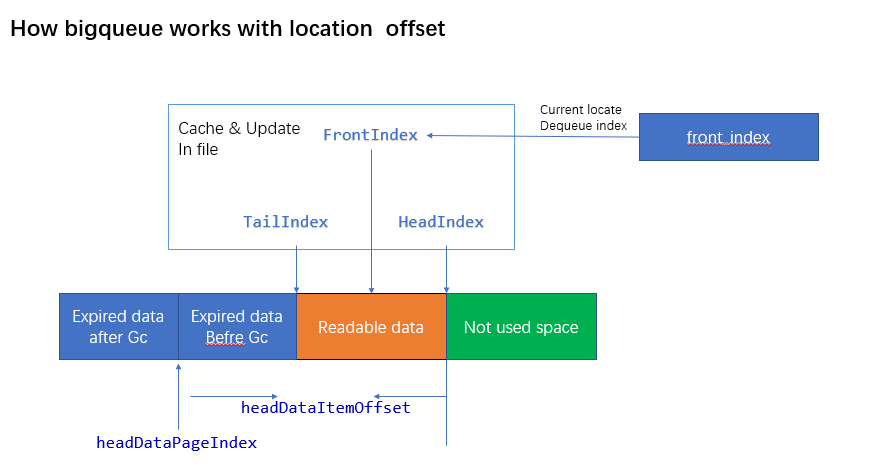 How bigqueue works with location  offset
Current locate
Dequeue index
Cache & Update
In file
FrontIndex
front_index
TailIndex
HeadIndex
Expired data
after Gc
Expired data
Befre Gc
Readable data
Not used space
headDataItemOffset
headDataPageIndex